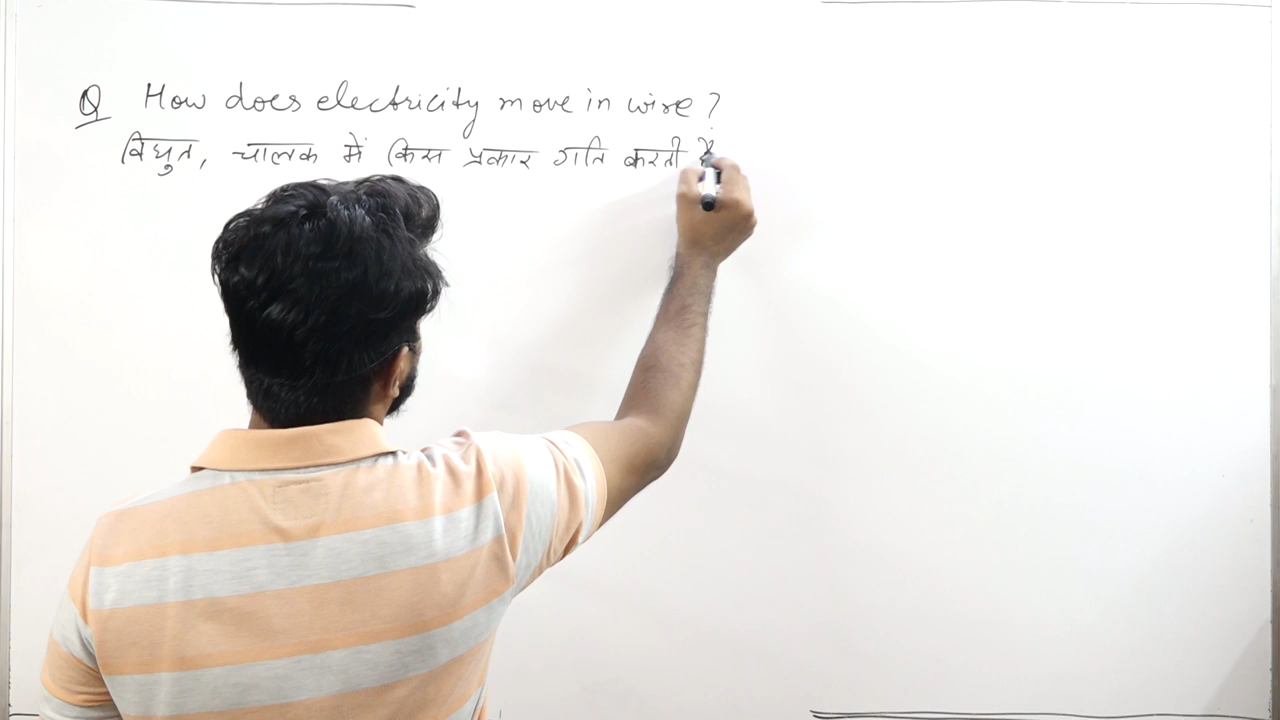 Q How does electricity move in wire?
विघुत, चालक में किस प्रकार गति करती